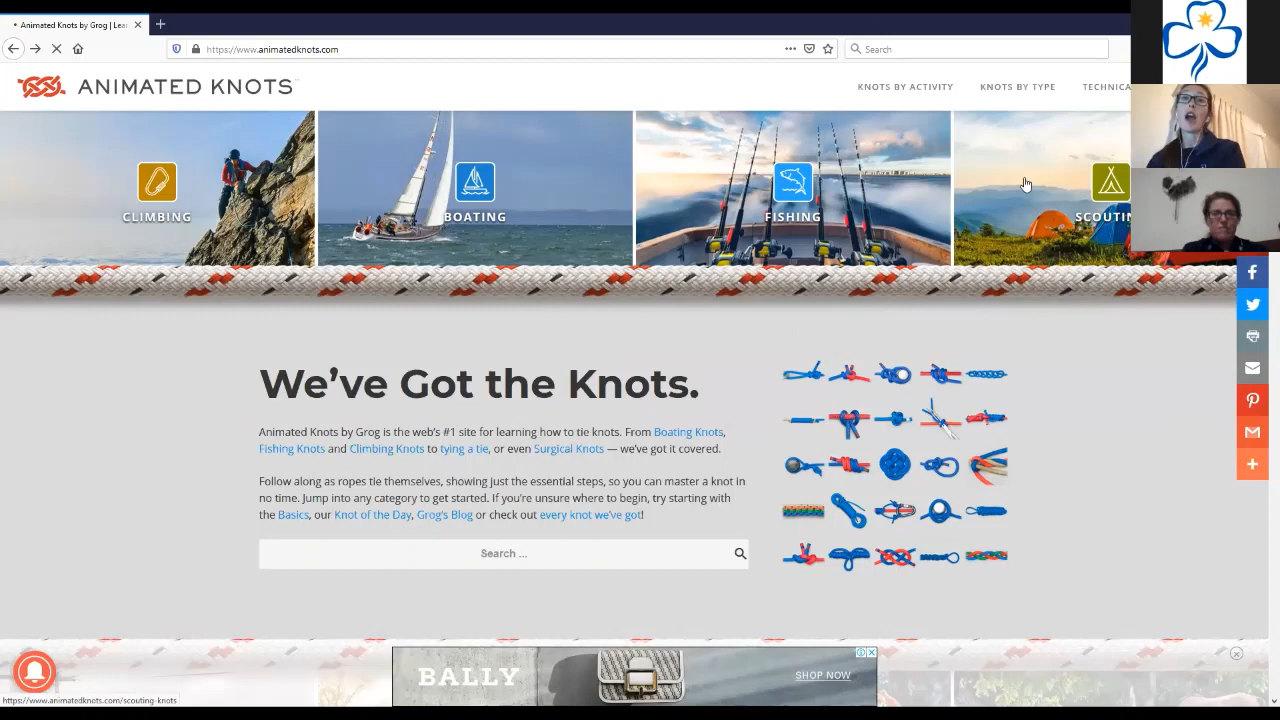 Animated Knots by Grog | Lea
https://www.animatedknots.com
Search
ANIMATED KNOTS
KNOTS BY ACTIVITY
KNOTS BY TYPE
TECHNICA
CLIMBING
BOATING
FISHING
SCOUTIN
We've Got the Knots.
Animated Knots by Grog is the web's #1 site for learning how to tie knots. From Boating Knots,
Fishing Knots and Climbing Knots to tying a tie, or even Surgical Knots — we've got it covered.
Follow along as ropes tie themselves, showing just the essential steps, so you can master a knot in
no time. Jump into any category to get started. If you're unsure where to begin, try starting with
the Basics, our Knot of the Day, Grog's Blog or check out every knot we've got!
Search ...
BALLY
SHOP NOW
https://www.animatedknots.com/scouting-knots